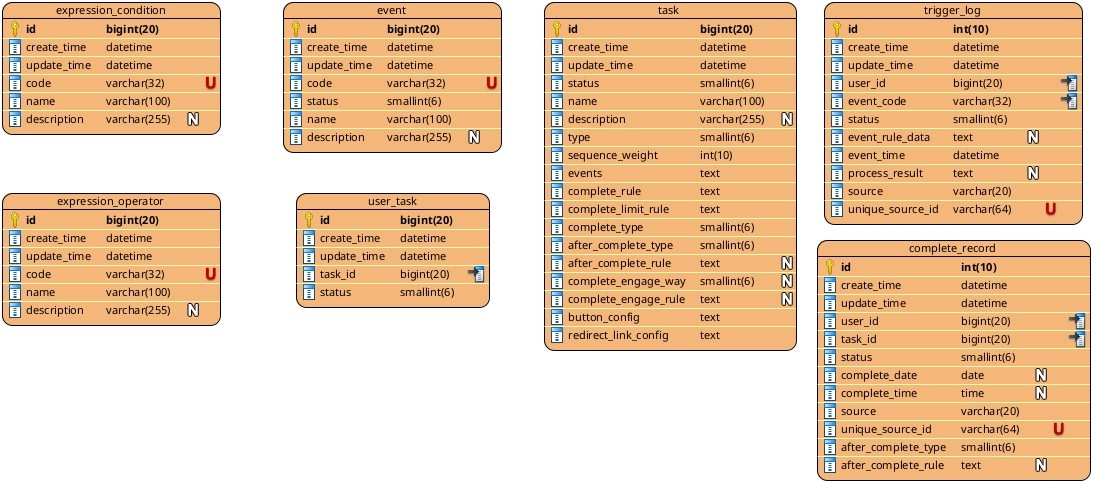 expression_condition
id bigint(20)
create_time datetime
update_time datetime
code varchar(32) U
name varchar(100)
description varchar(255) N
event
id bigint(20)
create_time datetime
update_time datetime
code varchar(32) U
status smallint(6)
name varchar(100)
description varchar(255) N
task
id bigint(20)
create_time datetime
update_time datetime
status smallint(6)
name varchar(100)
description varchar(255) N
type smallint(6)
sequence_weight int(10)
events text
complete_rule text
complete_limit_rule text
complete_type smallint(6)
after_complete_type smallint(6)
after_complete_rule text N
complete_engage_way smallint(6) N
complete_engage_rule text N
button_config text
redirect_link_config text
trigger_log
id int(10)
create_time datetime
update_time datetime
user_id bigint(20)
event_code varchar(32)
status smallint(6)
event_rule_data text N
event_time datetime
process_result text N
source varchar(20)
unique_source_id varchar(64) U
expression_operator
id bigint(20)
create_time datetime
update_time datetime
code varchar(32) U
name varchar(100)
description varchar(255) N
user_task
id bigint(20)
create_time datetime
update_time datetime
task_id bigint(20)
status smallint(6)
complete_record
id int(10)
create_time datetime
update_time datetime
user_id bigint(20)
task_id bigint(20)
status smallint(6)
complete_date date N
complete_time time N
source varchar(20)
unique_source_id varchar(64) U
after_complete_type smallint(6)
after_complete_rule text N